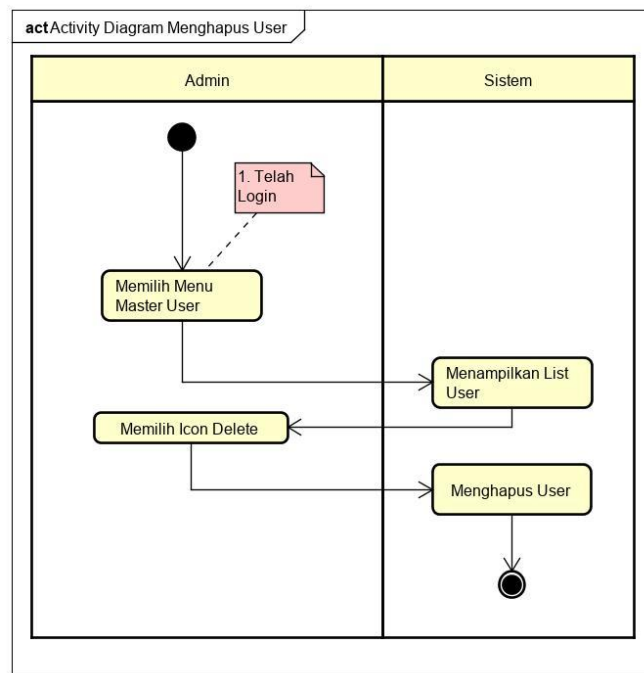 act Activity Diagram Menghapus User
Admin
Sistem
1. Telah
Login
Memilih Menu
Master User
Menampilkan List
User
Memilih Icon Delete
Menghapus User